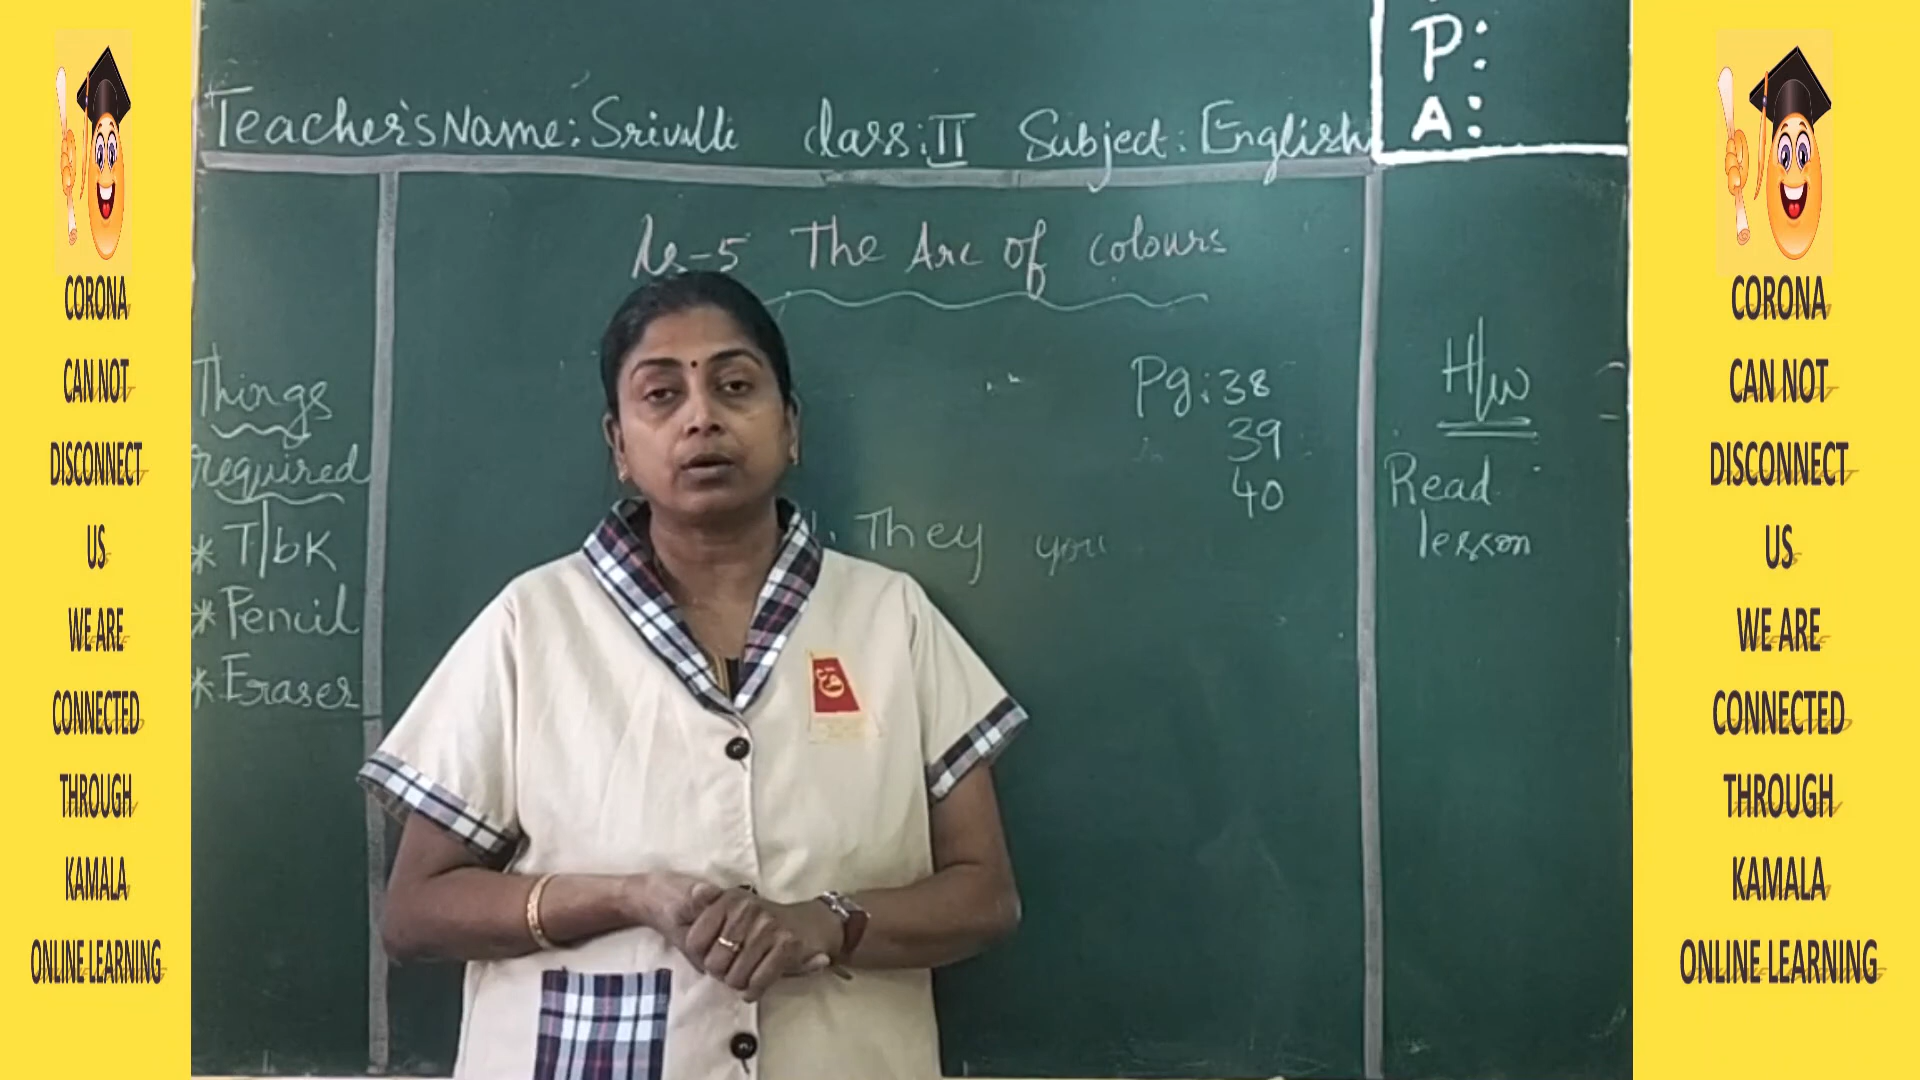 CORONA
CAN NOT
DISCONNECT
US
WE ARE
CONNECTED
THROUGH
KAMALA
ONLINE LEARNING
P:
A:
Teacher's Name: Srivalli Class: II Subject: English
Ls-5 The Arc of colours
Things
required
* T/bk
* Pencil
* Eraser
Pg: 38
39
40
They you
H/W
Read
lesson
CORONA
CAN NOT
DISCONNECT
US
WE ARE
CONNECTED
THROUGH
KAMALA
ONLINE LEARNING